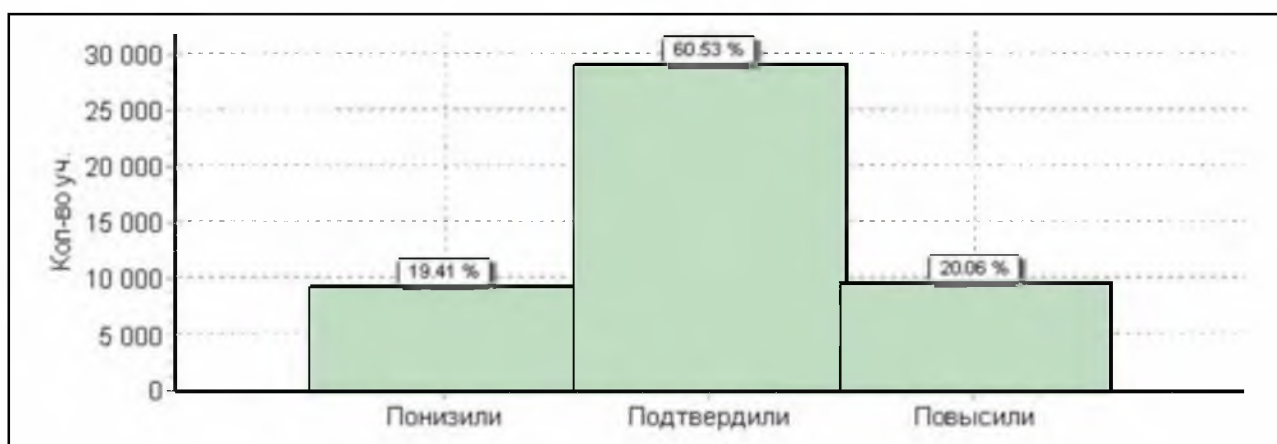 Кол-во уч.
30 000
25 000
20 000
15 000
10 000
5 000
0
60.53 %
19.41 %
20.06 %
Понизили
Подтвердили
Повысили